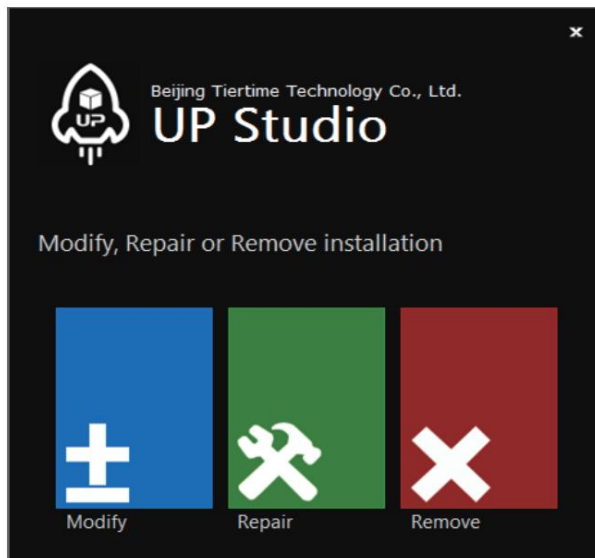 Beijing Tiertime Technology Co., Ltd.
UP
UP Studio
Modify, Repair or Remove installation
Modify
Repair
Remove